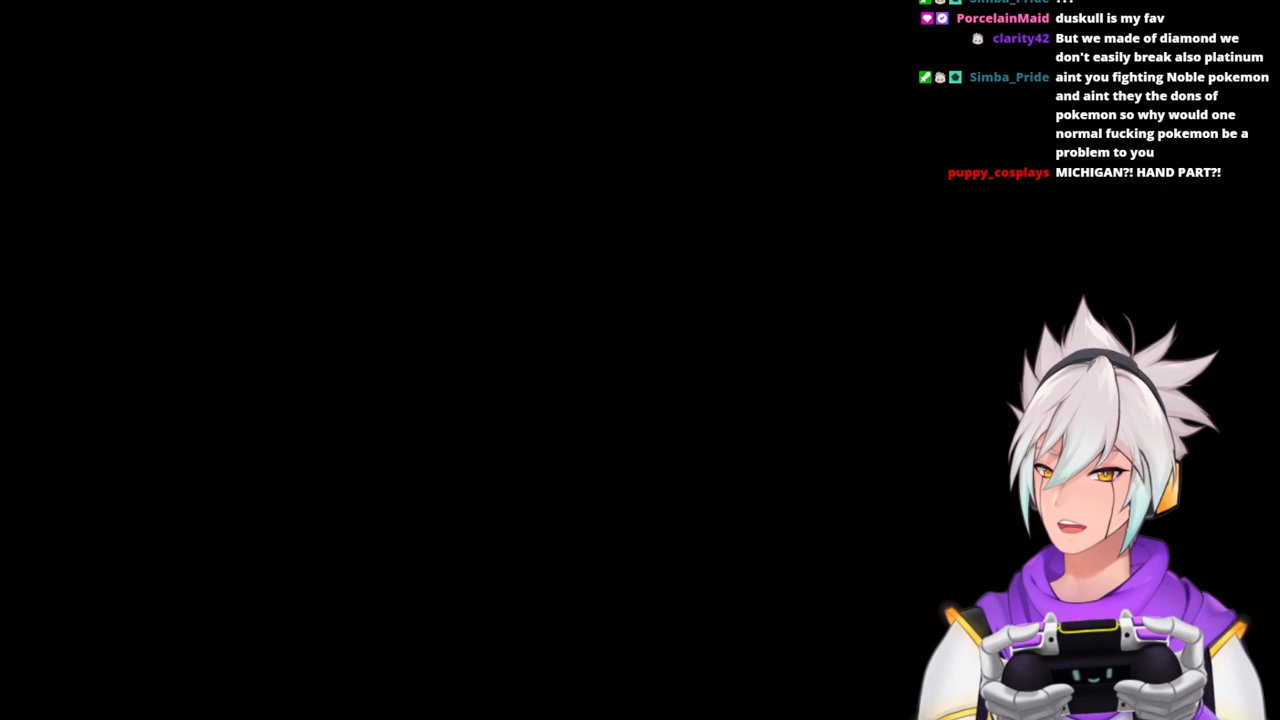 Simba_Pride ???
PorcelainMaid duskull is my fav
clarity42 But we made of diamond we
don't easily break also platinum
Simba_Pride aint you fighting Noble pokemon
and aint they the dons of
pokemon so why would one
normal fucking pokemon be a
problem to you
puppy_cosplays MICHIGAN?! HAND PART?!